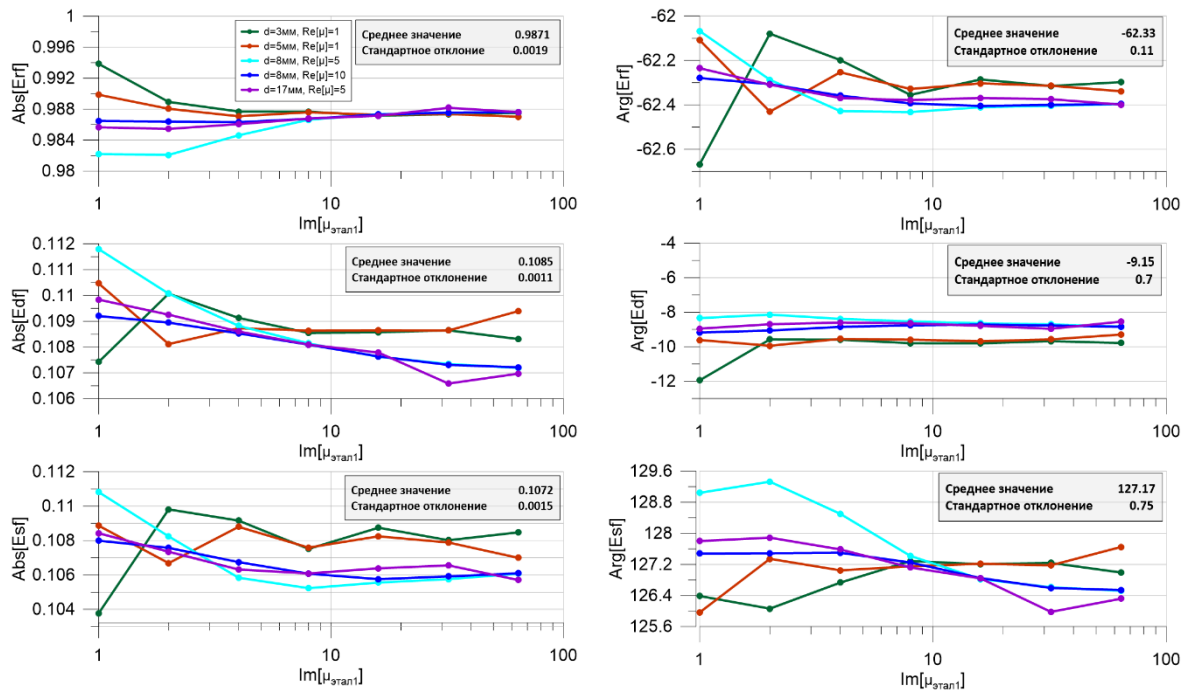 Abs[Erf]
1
0.996
0.992
0.988
0.984
0.98
1
10
100
Im[μэтал1]
d=3мм, Re[μ]=1
d=5мм, Re[μ]=1
d=8мм, Re[μ]=5
d=8мм, Re[μ]=10
d=17мм, Re[μ]=5
Среднее значение 0.9871
Стандартное отклоние 0.0019
Arg[Erf]
-62
-62.2
-62.4
-62.6
1
10
100
Im[μэтал1]
Среднее значение -62.33
Стандартное отклонение 0.11
Abs[Edf]
0.112
0.111
0.11
0.109
0.108
0.107
0.106
1
10
100
Im[μэтал1]
Среднее значение 0.1085
Стандартное отклонение 0.0011
Arg[Edf]
-4
-6
-8
-10
-12
1
10
100
Im[μэтал1]
Среднее значение -9.15
Стандартное отклонение 0.7
Abs[Esf]
0.112
0.11
0.108
0.106
0.104
1
10
100
Im[μэтал1]
Среднее значение 0.1072
Стандартное отклонение 0.0015
Arg[Esf]
129.6
128.8
128
127.2
126.4
125.6
1
10
100
Im[μэтал1]
Среднее значение 127.17
Стандартное отклонение 0.75